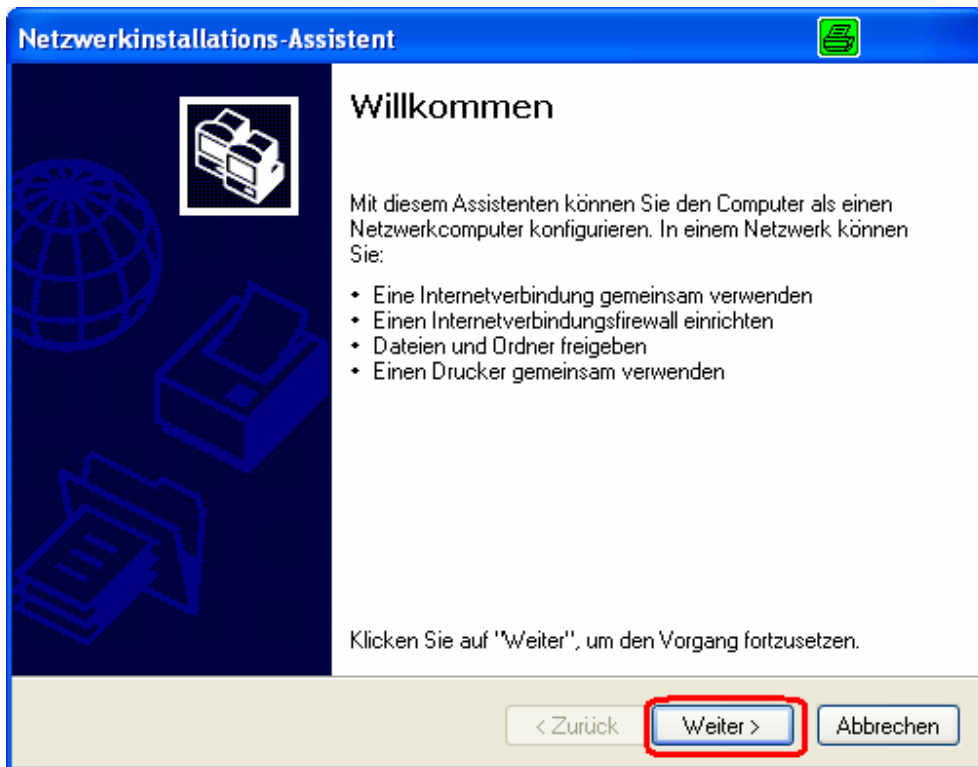 Netzwerkinstallations-Assistent
Willkommen
Mit diesem Assistenten können Sie den Computer als einen
Netzwerkcomputer konfigurieren. In einem Netzwerk können
Sie:
• Eine Internetverbindung gemeinsam verwenden
• Einen Internetverbindungsfirewall einrichten
• Dateien und Ordner freigeben
• Einen Drucker gemeinsam verwenden
Klicken Sie auf "Weiter", um den Vorgang fortzusetzen.
< Zurück
Weiter >
Abbrechen